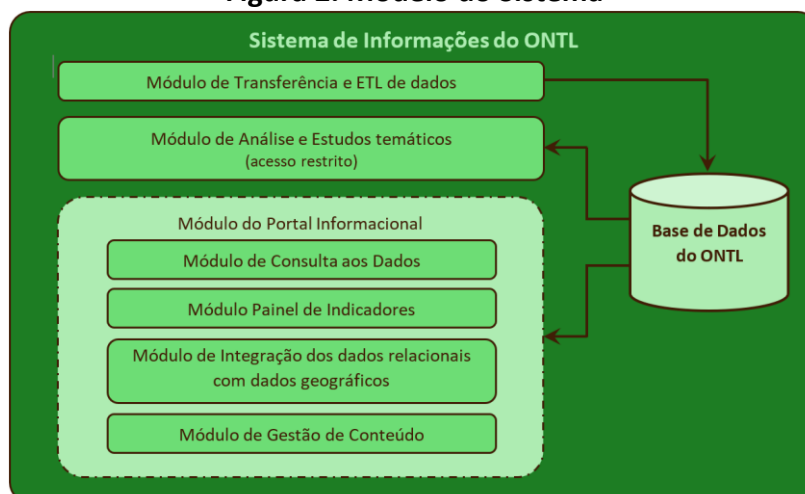 Sistema de Informações do ONTL
Módulo de Transferência e ETL de dados
Módulo de Análise e Estudos temáticos
(acesso restrito)
Módulo do Portal Informacional
Módulo de Consulta aos Dados
Módulo Painel de Indicadores
Módulo de Integração dos dados relacionais
com dados geográficos
Módulo de Gestão de Conteúdo
Base de Dados
do ONTL